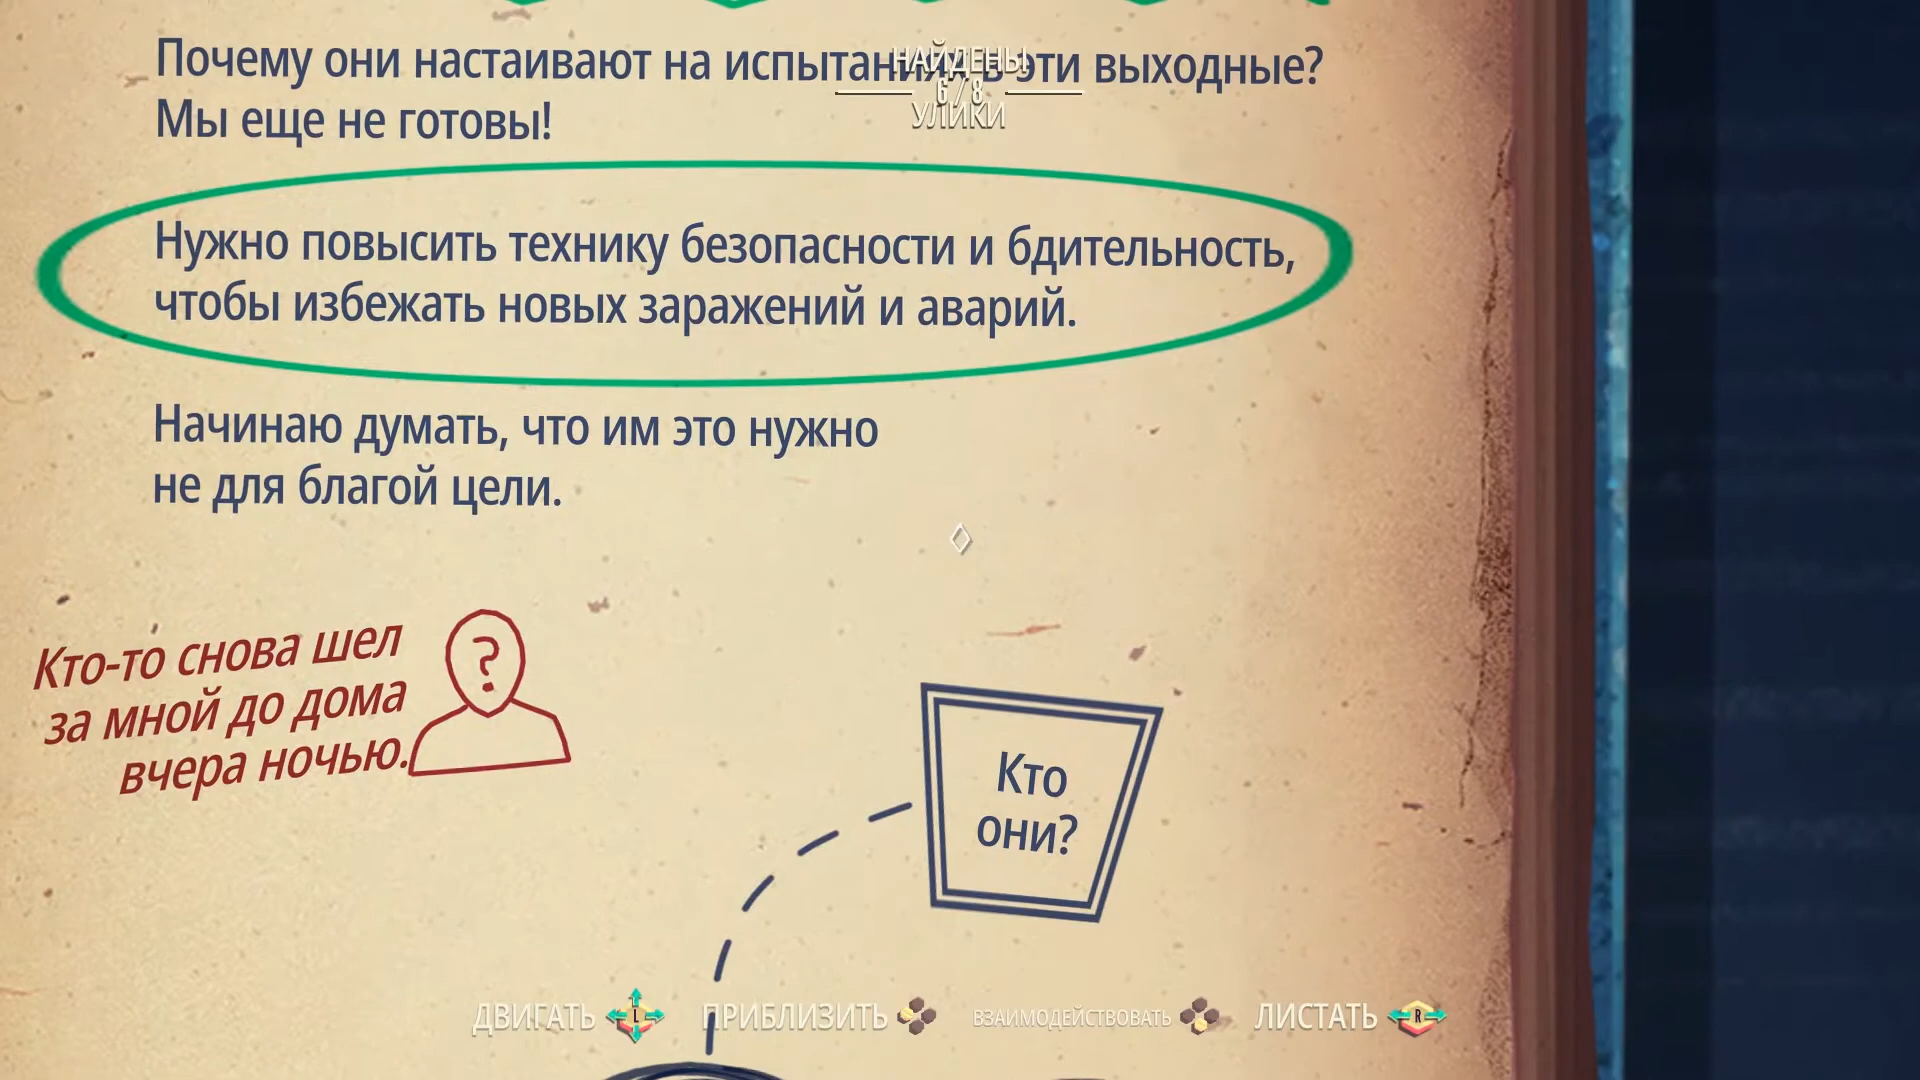 Почему они настаивают на испытаниях в эти выходные?
Мы еще не готовы!
НАЙДЕНЫ
6 / 8
УЛИКИ
Нужно повысить технику безопасности и бдительность,
чтобы избежать новых заражений и аварий.
Начинаю думать, что им это нужно
не для благой цели.
Кто-то снова шел
за мной до дома
вчера ночью.
?
Кто
они?
ДВИГАТЬ L ПРИБЛИЗИТЬ ВЗАИМОДЕЙСТВОВАТЬ ЛИСТАТЬ R